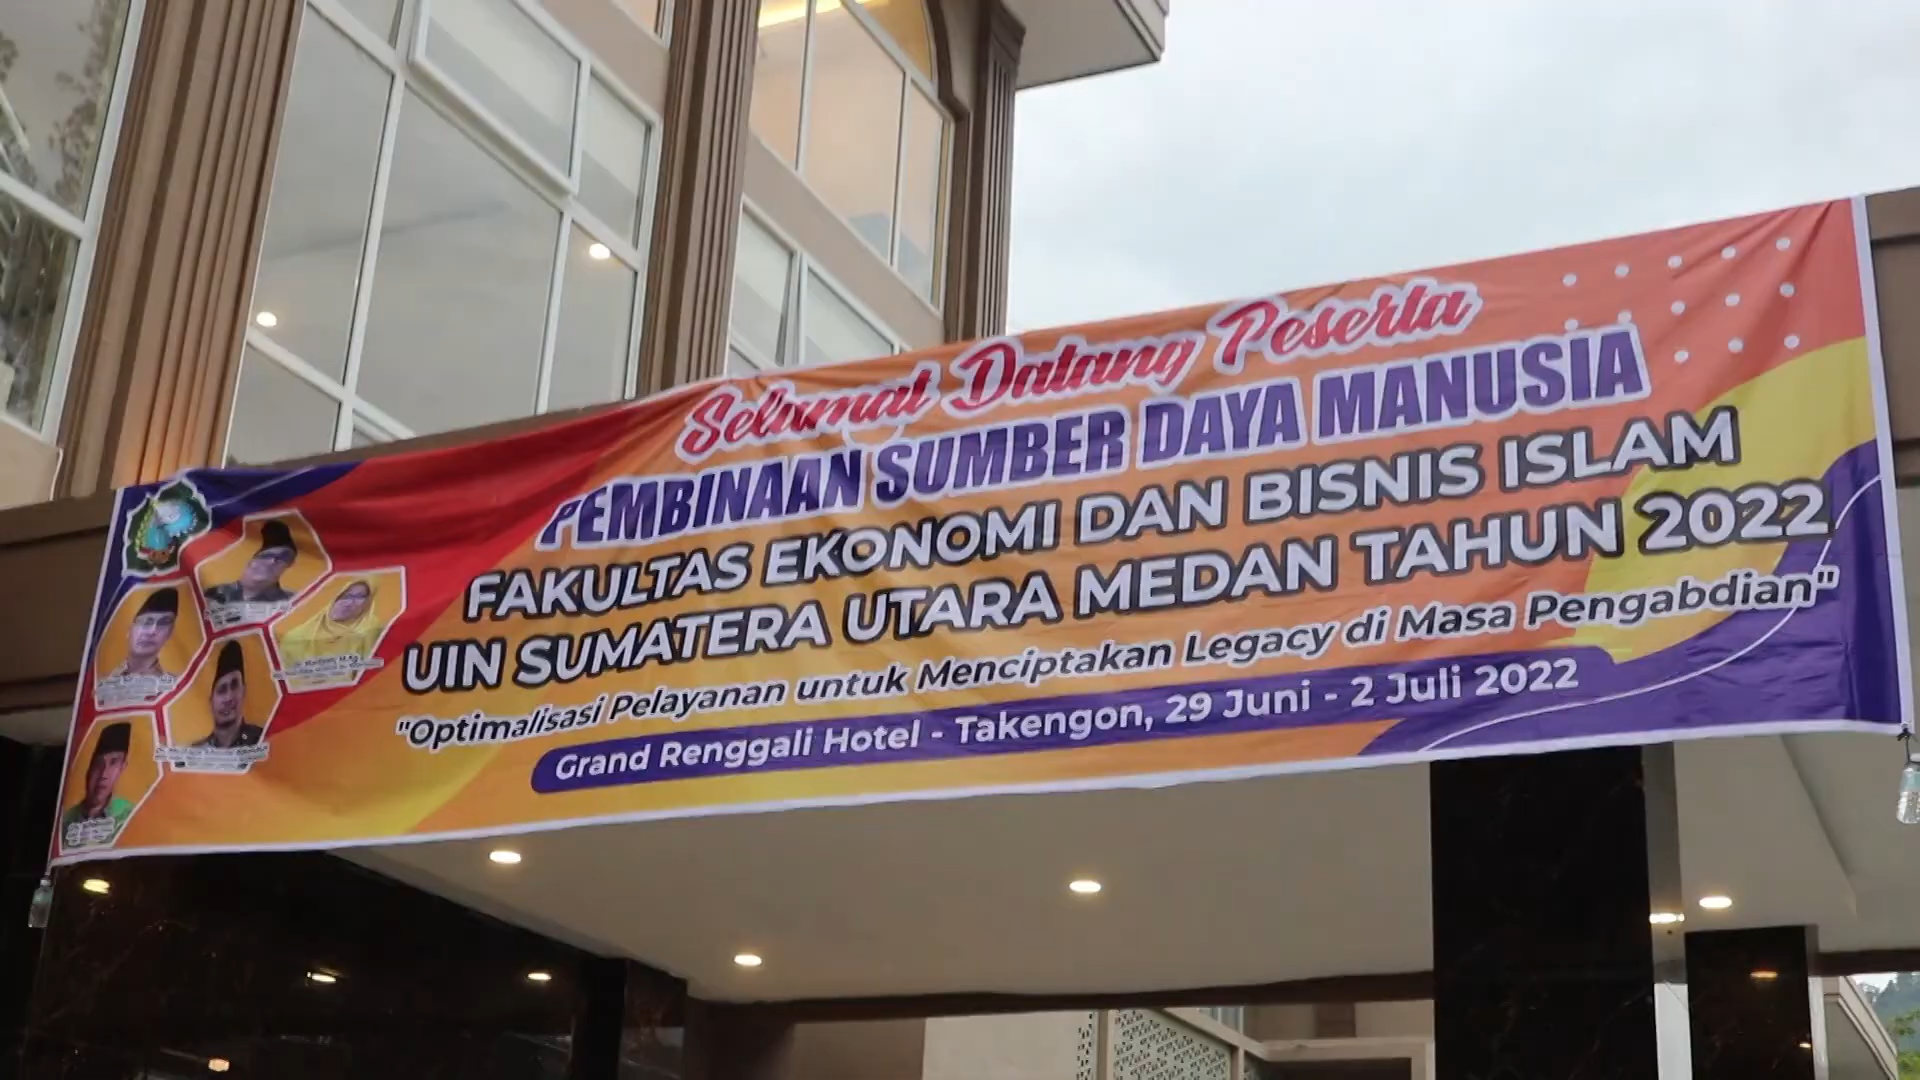 Selamat Datang Peserta
PEMBINAAN SUMBER DAYA MANUSIA
FAKULTAS EKONOMI DAN BISNIS ISLAM
UIN SUMATERA UTARA MEDAN TAHUN 2022
"Optimalisasi Pelayanan untuk Menciptakan Legacy di Masa Pengabdian"
Grand Renggali Hotel - Takengon, 29 Juni - 2 Juli 2022